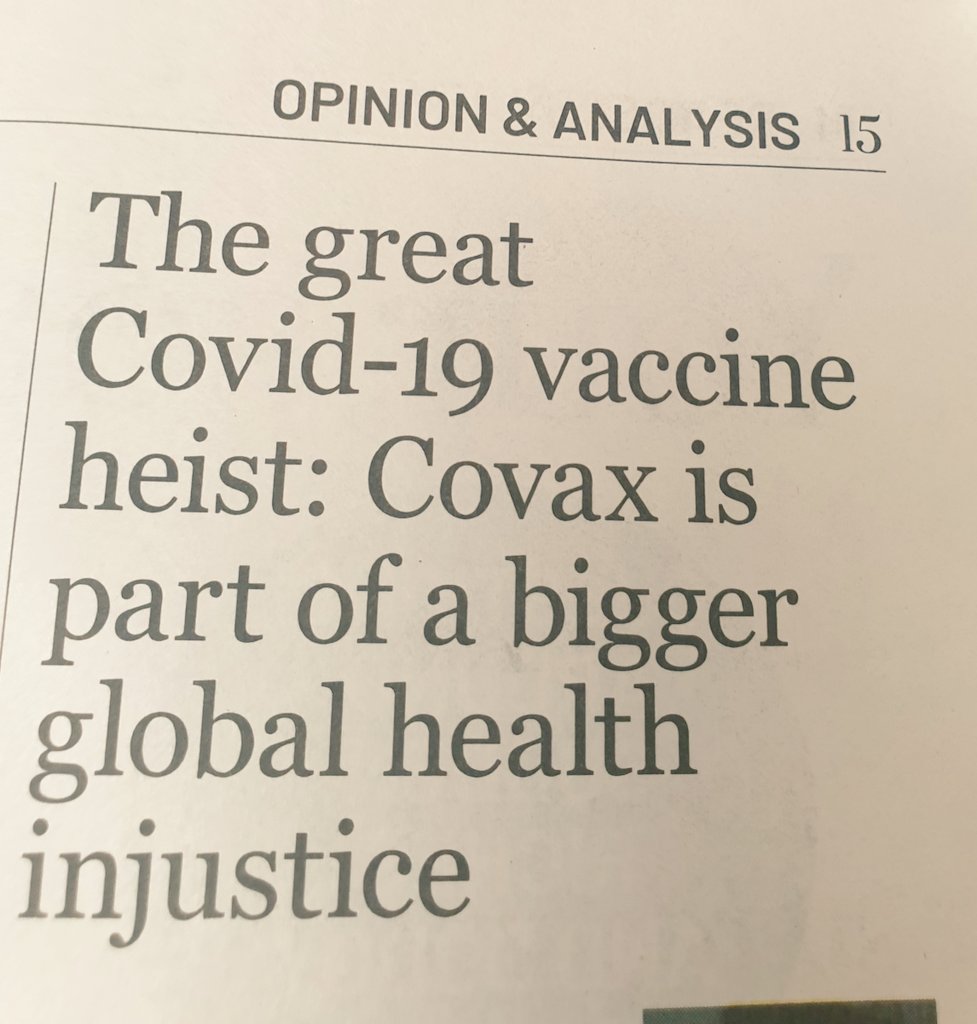 OPINION & ANALYSIS 15
The great
Covid-19 vaccine
heist: Covax is
part of a bigger
global health
injustice